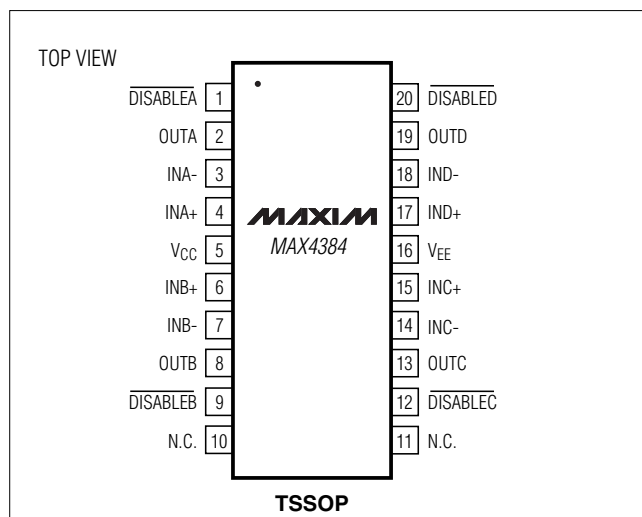 TOP VIEW
DISABLEA 1
OUTA 2
INA- 3
INA+ 4
VCC 5
INB+ 6
INB- 7
OUTB 8
DISABLEB 9
N.C. 10
MAXIM
MAX4384
20 DISABLED
19 OUTD
18 IND-
17 IND+
16 VEE
15 INC+
14 INC-
13 OUTC
12 DISABLEC
11 N.C.
TSSOP